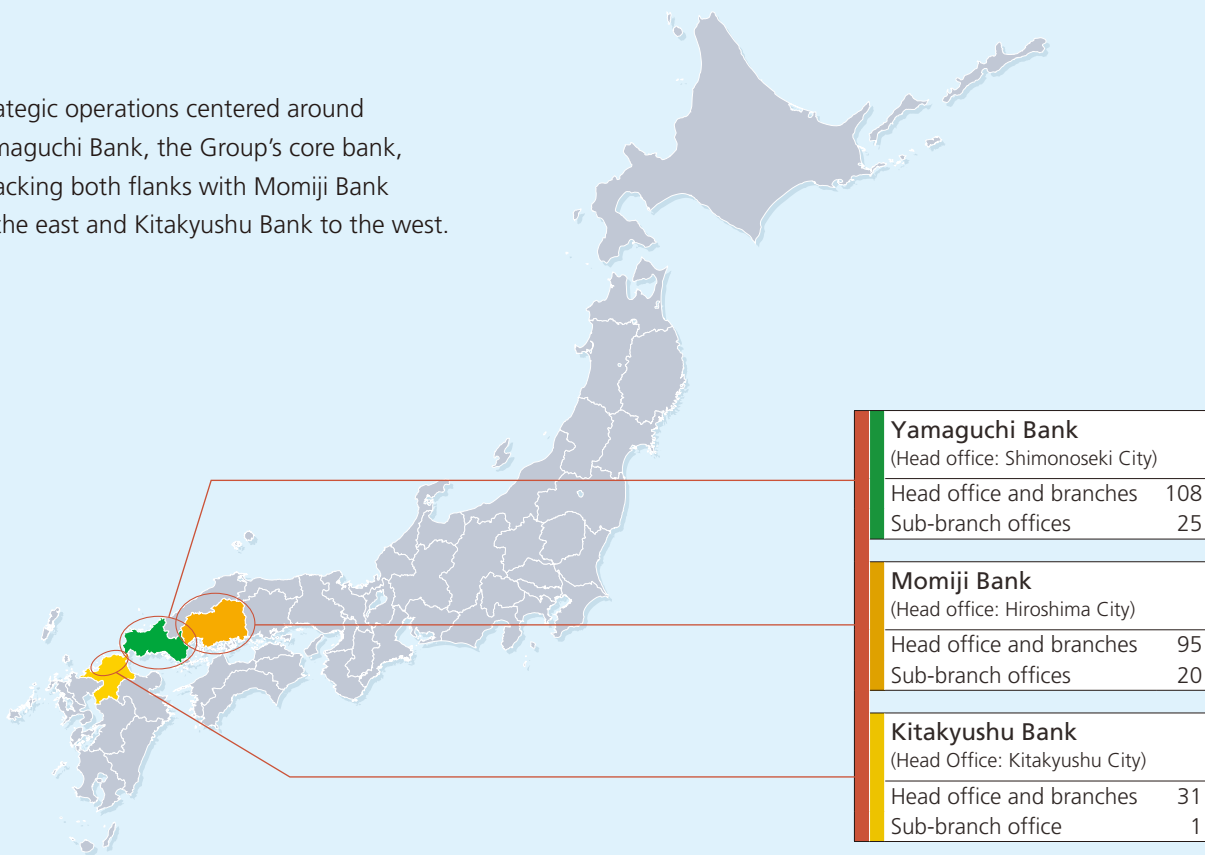 ategic operations centered around
maguchi Bank, the Group's core bank,
acking both flanks with Momiji Bank
the east and Kitakyushu Bank to the west.
Yamaguchi Bank
(Head office: Shimonoseki City)
Head office and branches 108
Sub-branch offices 25
Momiji Bank
(Head office: Hiroshima City)
Head office and branches 95
Sub-branch offices 20
Kitakyushu Bank
(Head Office: Kitakyushu City)
Head office and branches 31
Sub-branch office 1